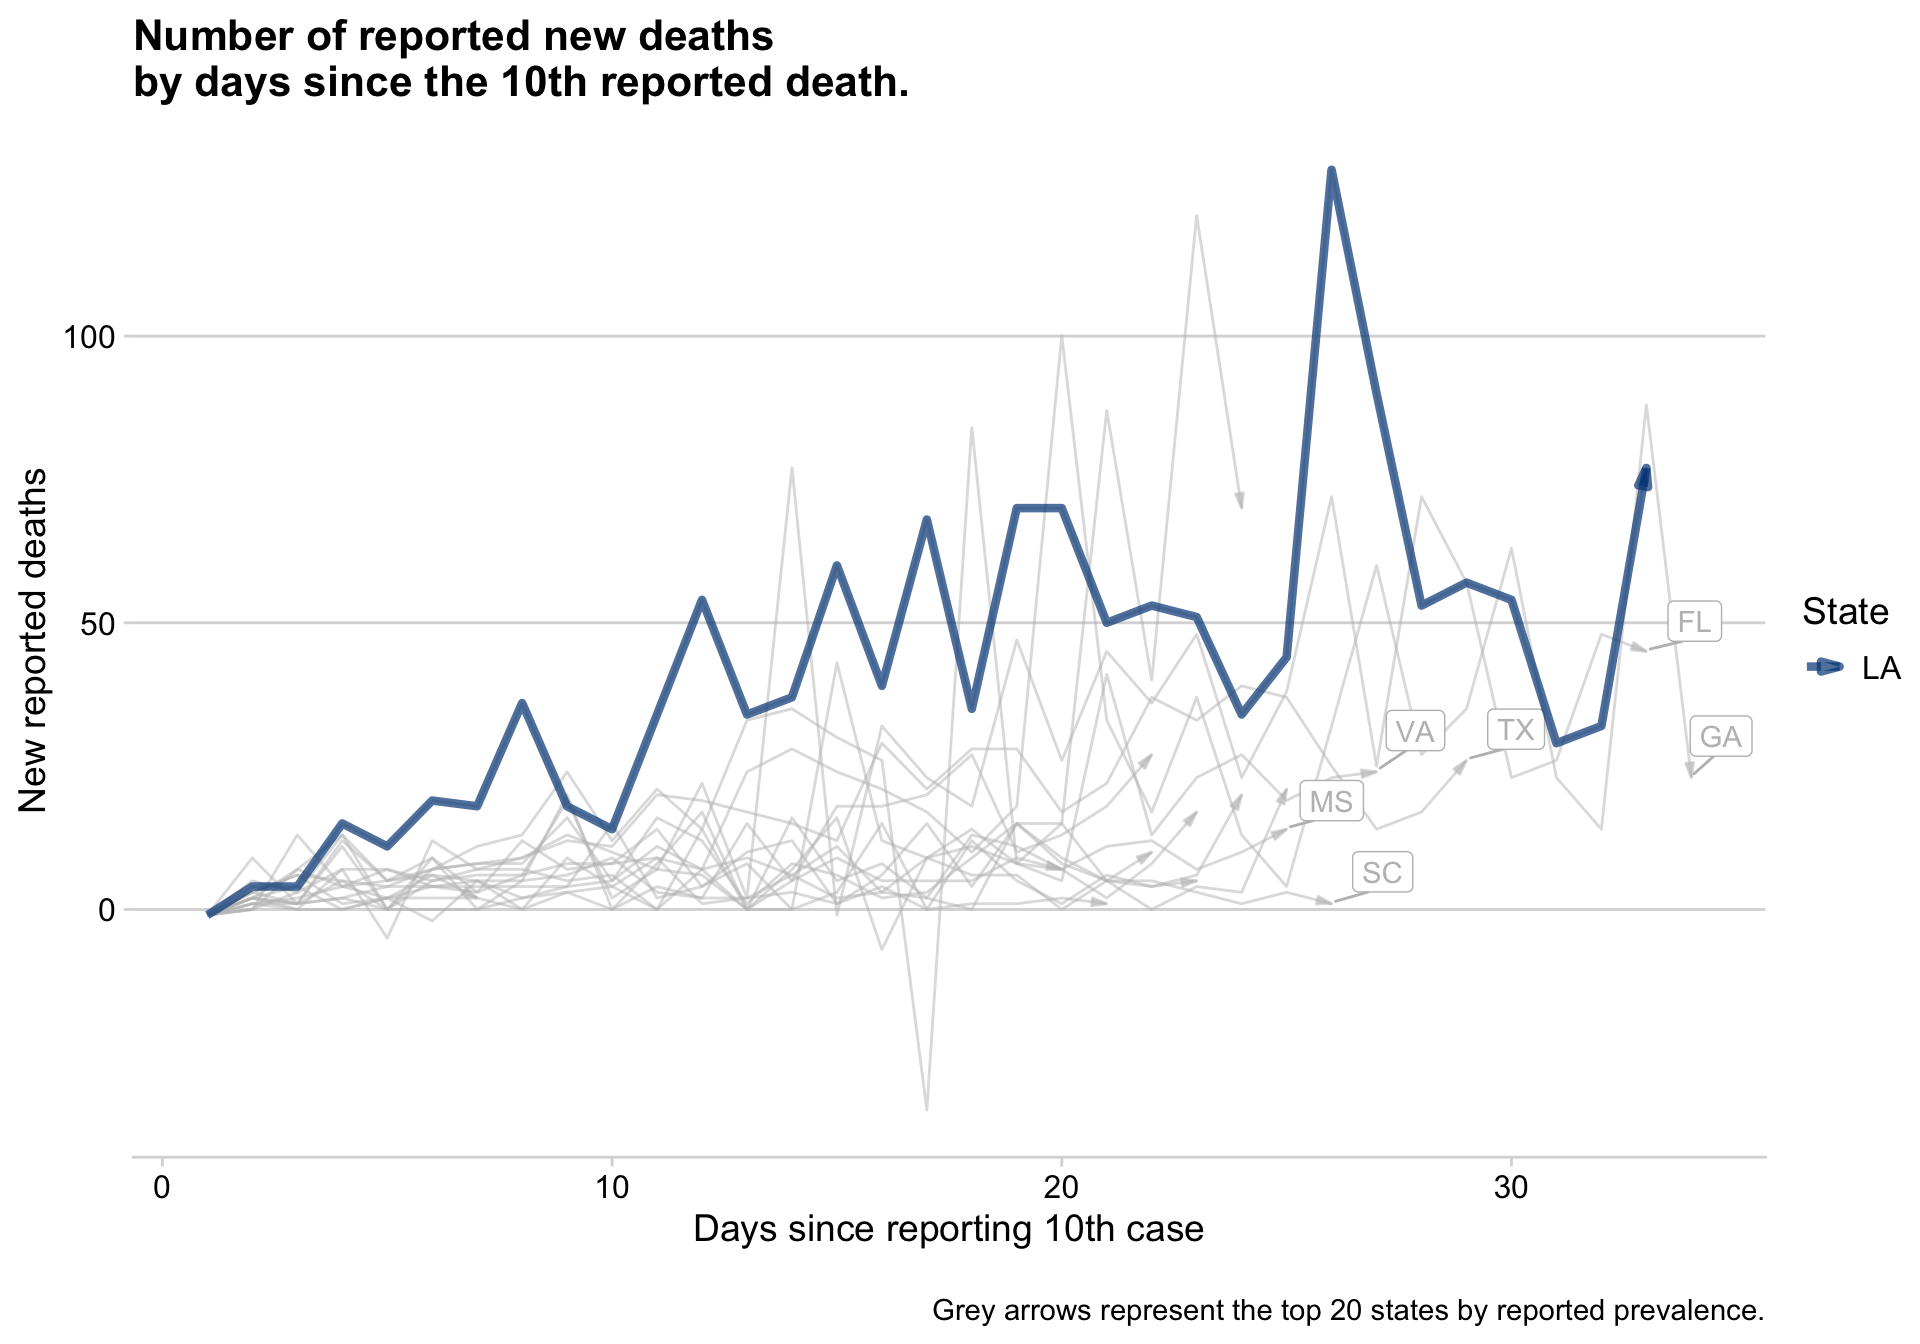 Number of reported new deaths
by days since the 10th reported death.
New reported deaths
100
50
0
FL
VA
TX
GA
MS
SC
State
LA
0
10
20
30
Days since reporting 10th case
Grey arrows represent the top 20 states by reported prevalence.